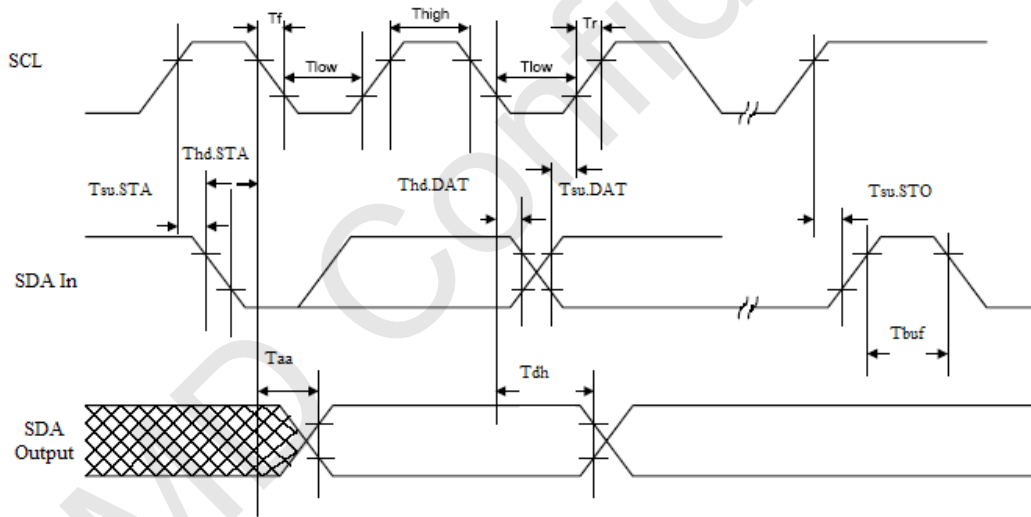 Tf Thigh Tr
SCL
Tlow Tlow
Thd.STA
Tsu.STA Thd.DAT Tsu.DAT Tsu.STO
SDA In
Tbuf
Taa Tdh
SDA
Output